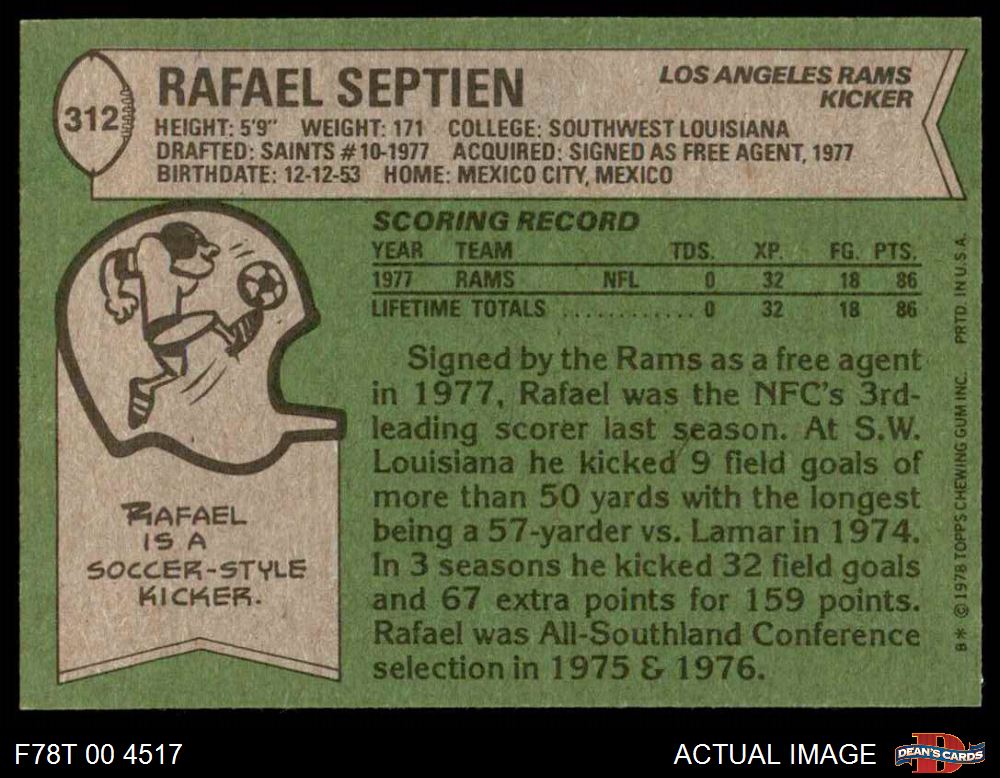 312
RAFAEL SEPTIEN
LOS ANGELES RAMS
KICKER
HEIGHT: 5'9" WEIGHT: 171 COLLEGE: SOUTHWEST LOUISIANA
DRAFTED: SAINTS #10-1977 ACQUIRED: SIGNED AS FREE AGENT, 1977
BIRTHDATE: 12-12-53 HOME: MEXICO CITY, MEXICO
SCORING RECORD
YEAR TEAM TDS. XP. FG. PTS.
1977 RAMS NFL 0 32 18 86
LIFETIME TOTALS ............ 0 32 18 86
Signed by the Rams as a free agent
in 1977, Rafael was the NFC's 3rd-
leading scorer last season. At S.W.
Louisiana he kicked 9 field goals of
more than 50 yards with the longest
being a 57-yarder vs. Lamar in 1974.
In 3 seasons he kicked 32 field goals
and 67 extra points for 159 points.
Rafael was All-Southland Conference
selection in 1975 & 1976.
RAFAEL
IS A
SOCCER-STYLE
KICKER.
B* © 1978 TOPPS CHEWING GUM INC. PRTD. IN U.S.A.
F78T 00 4517
ACTUAL IMAGE
D
DEAN'S CARDS